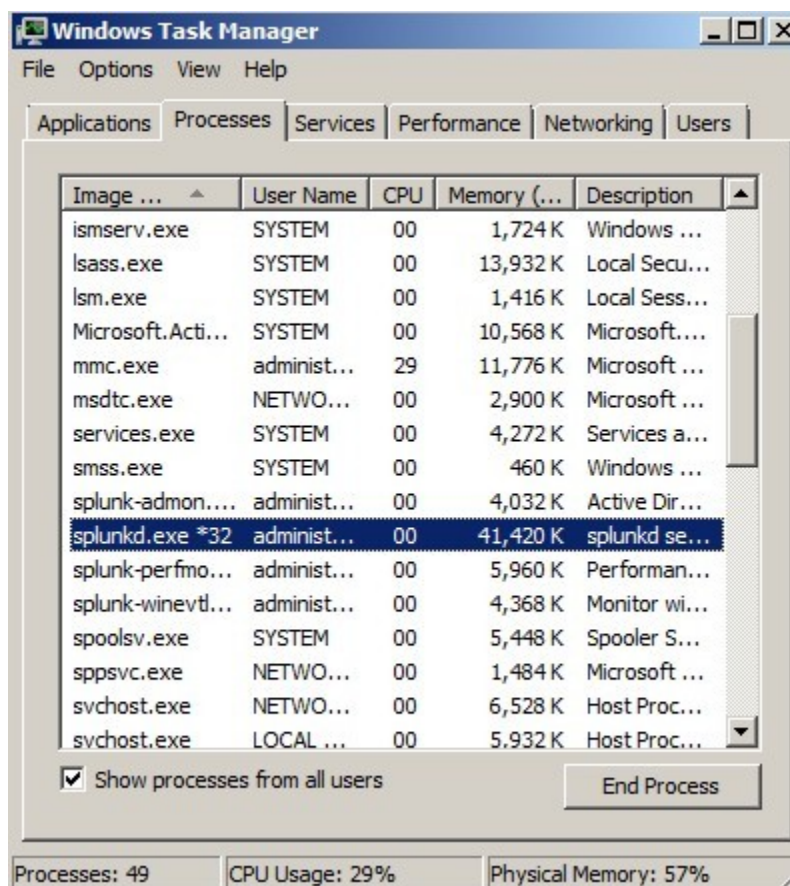 Windows Task Manager
File Options View Help
Applications Processes Services Performance Networking Users
Image ... User Name CPU Memory (... Description
ismserv.exe SYSTEM 00 1,724 K Windows ...
lsass.exe SYSTEM 00 13,932 K Local Secu...
lsm.exe SYSTEM 00 1,416 K Local Sess...
Microsoft.Acti... SYSTEM 00 10,568 K Microsoft....
mmc.exe administ... 29 11,776 K Microsoft ...
msdtc.exe NETWO... 00 2,900 K Microsoft ...
services.exe SYSTEM 00 4,272 K Services a...
smss.exe SYSTEM 00 460 K Windows ...
splunk-admon.... administ... 00 4,032 K Active Dir...
splunkd.exe *32 administ... 00 41,420 K splunkd se...
splunk-perfmo... administ... 00 5,960 K Performan...
splunk-winevtl... administ... 00 4,368 K Monitor wi...
spoolsv.exe SYSTEM 00 5,448 K Spooler S...
sppsvc.exe NETWO... 00 1,484 K Microsoft ...
svchost.exe NETWO... 00 6,528 K Host Proc...
svchost.exe LOCAL ... 00 5,932 K Host Proc...
Show processes from all users End Process
Processes: 49 CPU Usage: 29% Physical Memory: 57%